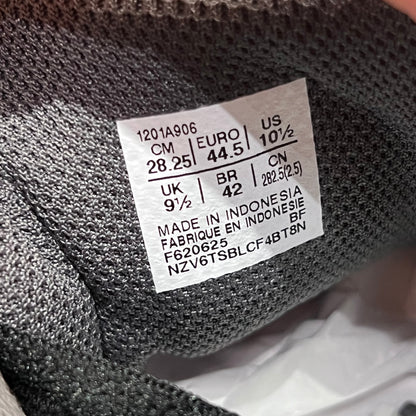 1201A906
CM EURO US
28.25 44.5 10½
UK BR CN
9½ 42 282.5(2.5)
MADE IN INDONESIA
FABRIQUE EN INDONESIE
F620625 BF
NZV6TSBLCF4BT8N